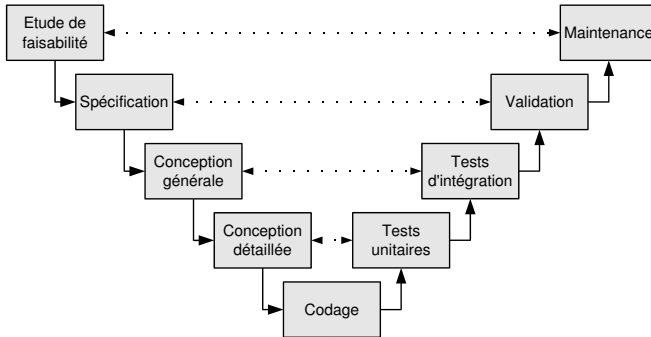 Etude de
faisabilité
Maintenance
Spécification
Validation
Conception
générale
Tests
d'intégration
Conception
détaillée
Tests
unitaires
Codage